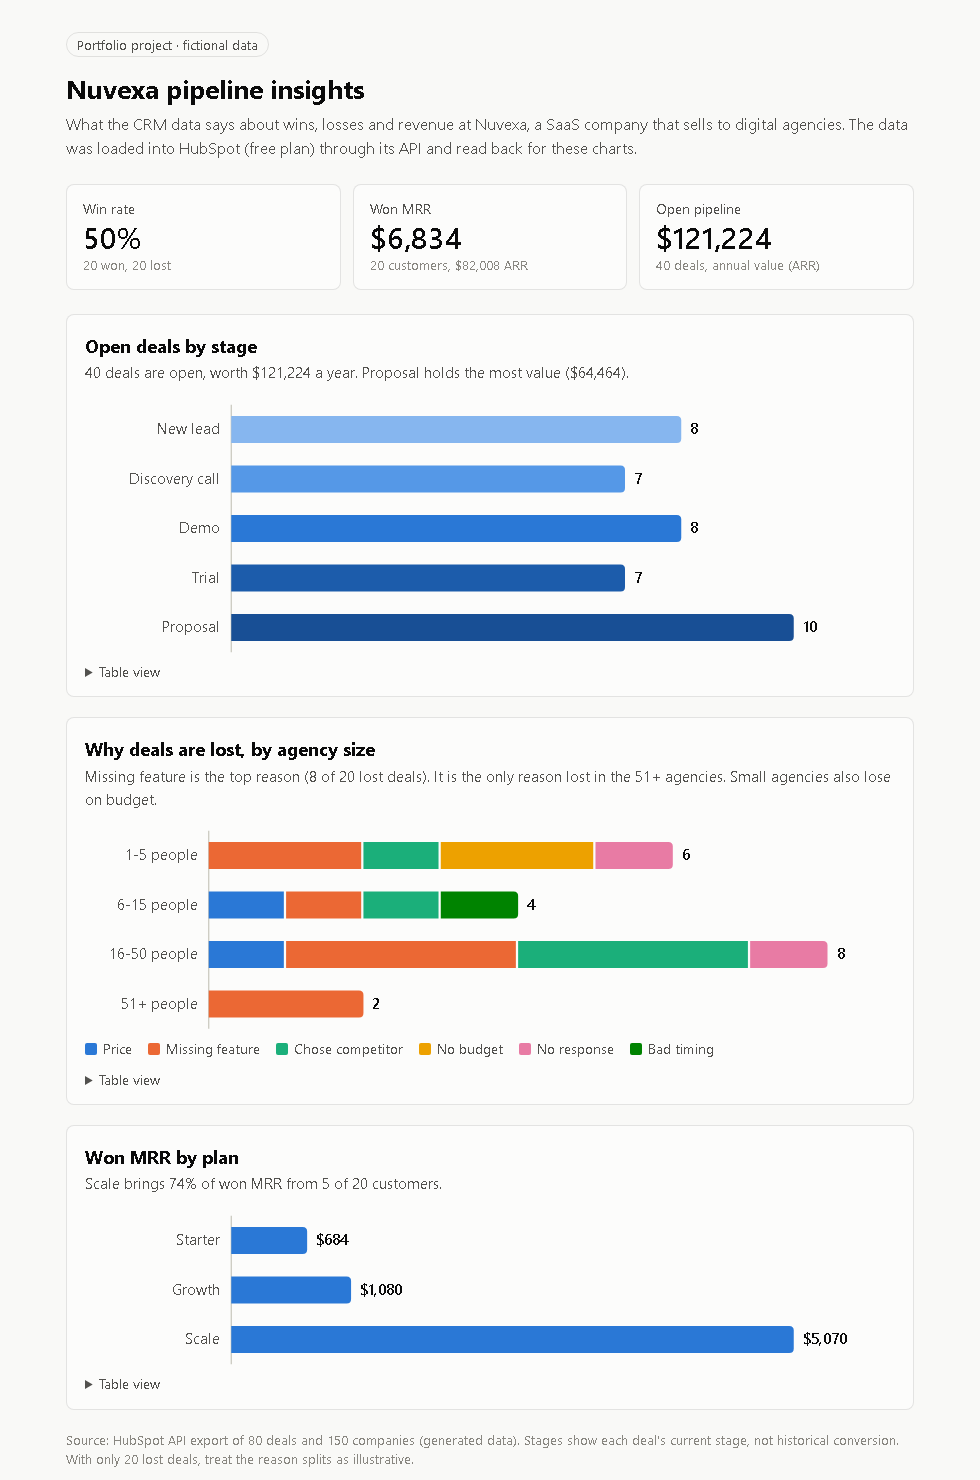 Portfolio project · fictional data
Nuvexa pipeline insights
What the CRM data says about wins, losses and revenue at Nuvexa, a SaaS company that sells to digital agencies. The data
was loaded into HubSpot (free plan) through its API and read back for these charts.
Win rate
50%
20 won, 20 lost
Won MRR
$6,834
20 customers, $82,008 ARR
Open pipeline
$121,224
40 deals, annual value (ARR)
Open deals by stage
40 deals are open, worth $121,224 a year. Proposal holds the most value ($64,464).
New lead 8
Discovery call 7
Demo 8
Trial 7
Proposal 10
▶ Table view
Why deals are lost, by agency size
Missing feature is the top reason (8 of 20 lost deals). It is the only reason lost in the 51+ agencies. Small agencies also lose
on budget.
1-5 people 6
6-15 people 4
16-50 people 8
51+ people 2
Price Missing feature Chose competitor No budget No response Bad timing
▶ Table view
Won MRR by plan
Scale brings 74% of won MRR from 5 of 20 customers.
Starter $684
Growth $1,080
Scale $5,070
▶ Table view
Source: HubSpot API export of 80 deals and 150 companies (generated data). Stages show each deal's current stage, not historical conversion.
With only 20 lost deals, treat the reason splits as illustrative.